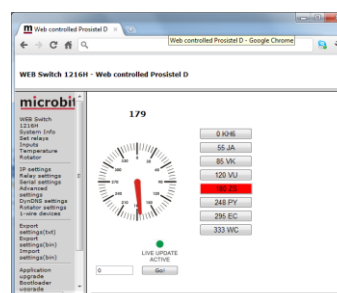 Web controlled Prosistel D
Web controlled Prosistel D - Google Chrome
WEB Switch 1216H - Web controlled Prosistel D
microbit
WEB Switch
1216H
System Info
Set relays
Inputs
Temperature
Rotator
IP settings
Relay settings
Serial settings
Advanced
settings
DynDNS settings
Rotator settings
1-wire devices
Export
settings(txt)
Export
settings(bin)
Import
settings(bin)
Application
upgrade
Bootloader
upgrade
179
0 KH6
55 JA
85 VK
120 VU
180 ZS
248 PY
295 EC
333 WC
LIVE UPDATE
ACTIVE
0
Go!